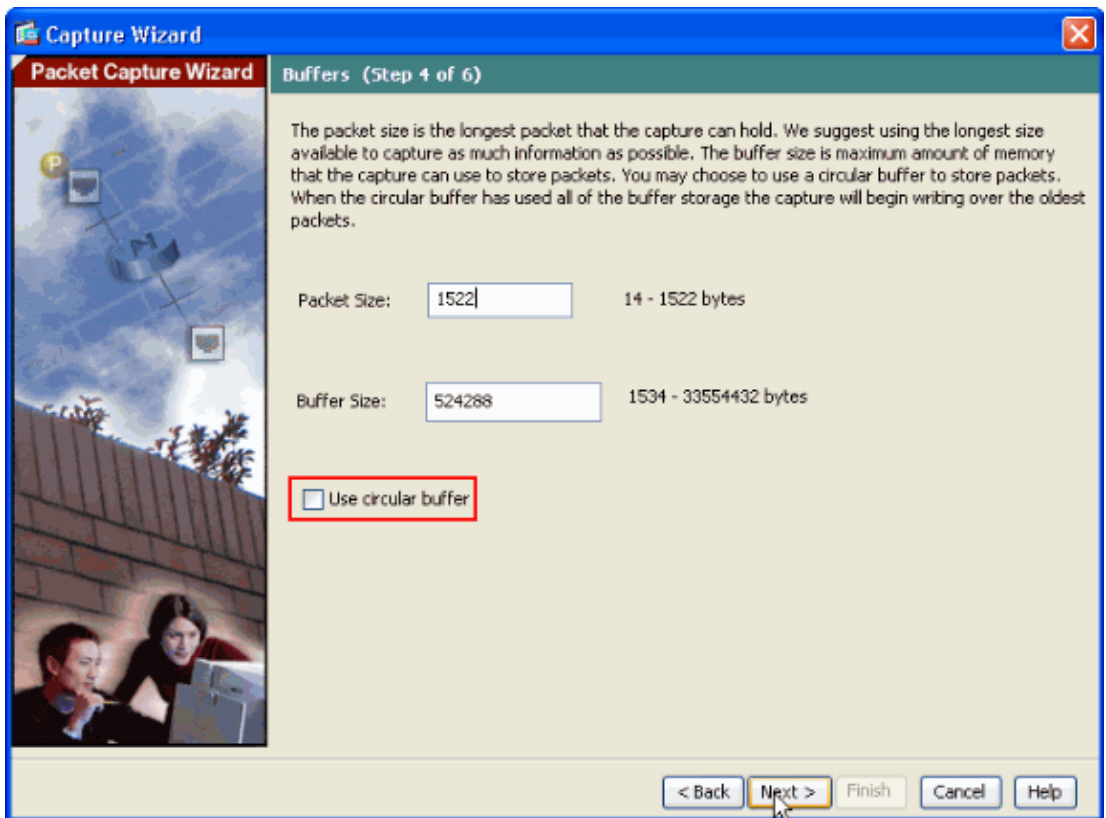 Capture Wizard
Packet Capture Wizard
Buffers (Step 4 of 6)
The packet size is the longest packet that the capture can hold. We suggest using the longest size
available to capture as much information as possible. The buffer size is maximum amount of memory
that the capture can use to store packets. You may choose to use a circular buffer to store packets.
When the circular buffer has used all of the buffer storage the capture will begin writing over the oldest
packets.
Packet Size: 1522 14 - 1522 bytes
Buffer Size: 524288 1534 - 33554432 bytes
Use circular buffer
< Back Next > Finish Cancel Help
P